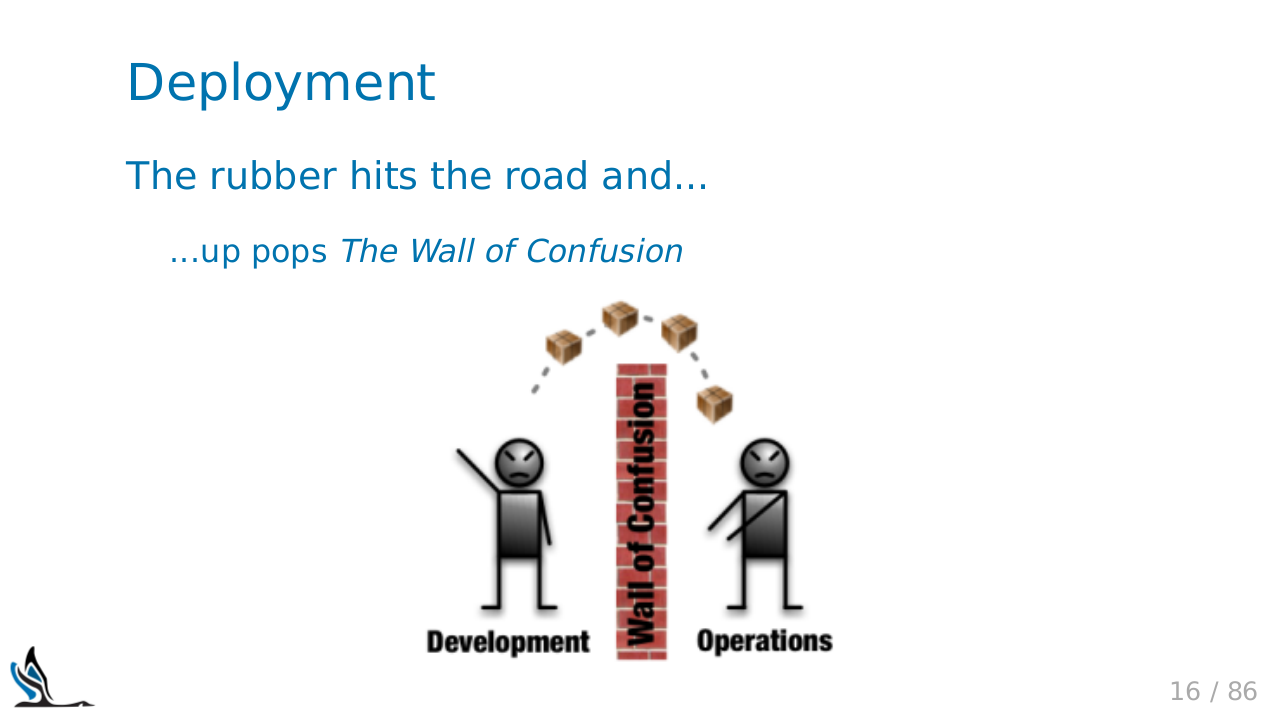 Deployment
The rubber hits the road and...
...up pops The Wall of Confusion
Wall of Confusion
Development
Operations
16 / 86